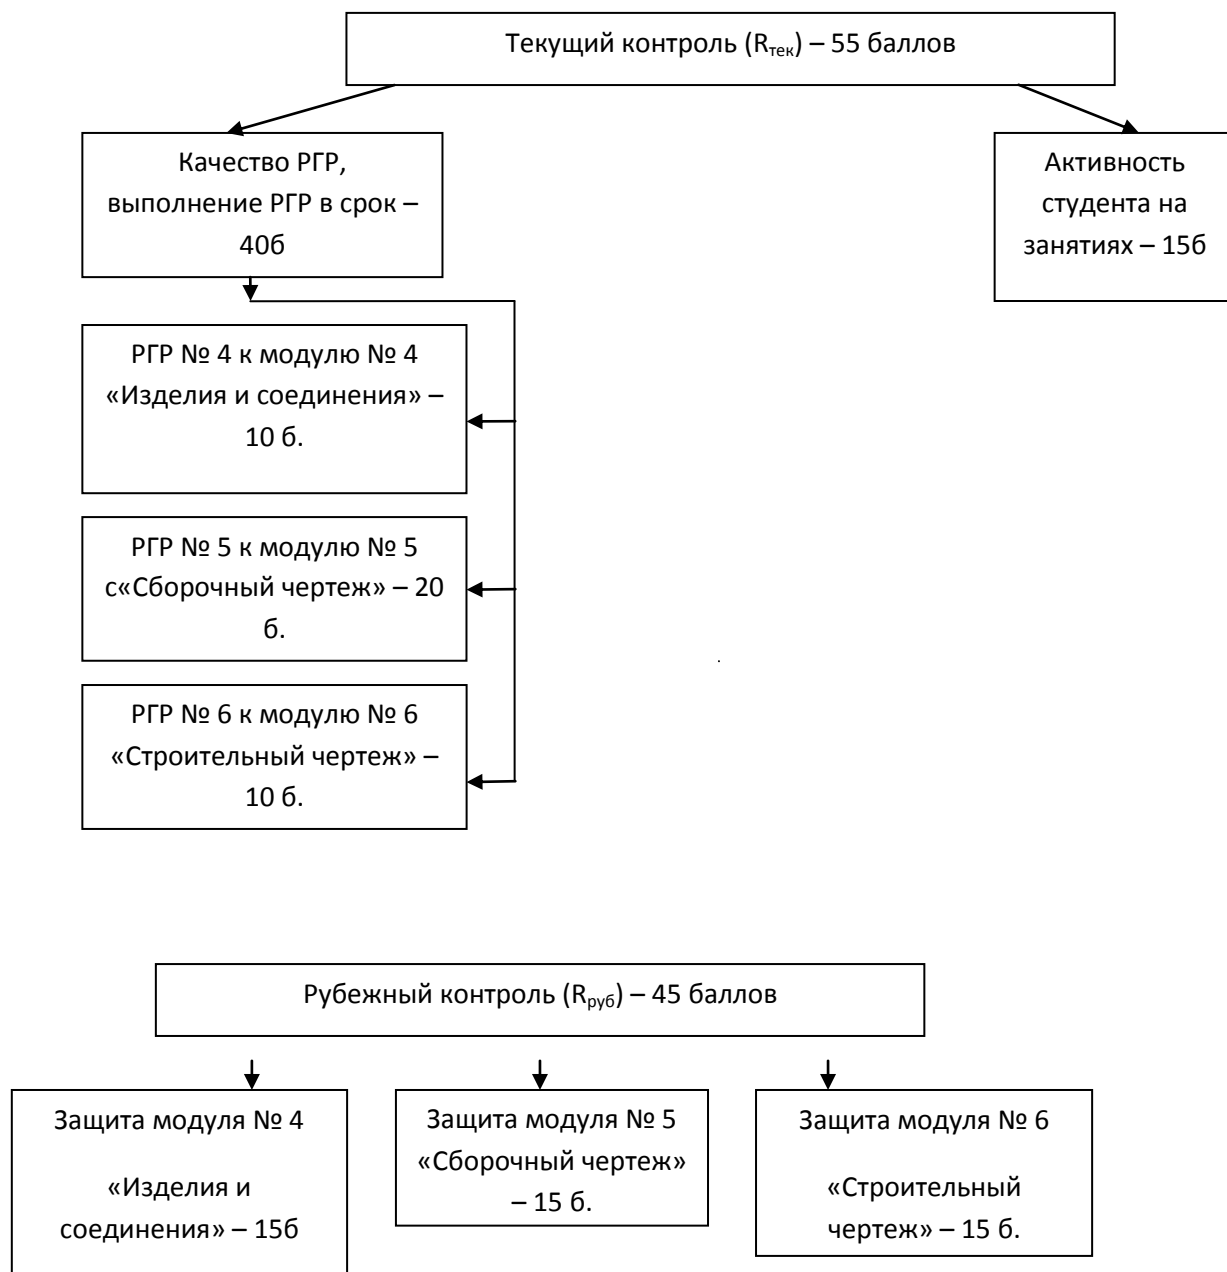 Текущий контроль (Rтек) – 55 баллов
Качество РГР,
выполнение РГР в срок –
40б
Активность
студента на
занятиях – 15б
РГР № 4 к модулю № 4
«Изделия и соединения» –
10 б.
РГР № 5 к модулю № 5
с«Сборочный чертеж» – 20
б.
РГР № 6 к модулю № 6
«Строительный чертеж» –
10 б.
Рубежный контроль (Rруб) – 45 баллов
Защита модуля № 4
«Изделия и
соединения» – 15б
Защита модуля № 5
«Сборочный чертеж»
– 15 б.
Защита модуля № 6
«Строительный
чертеж» – 15 б.